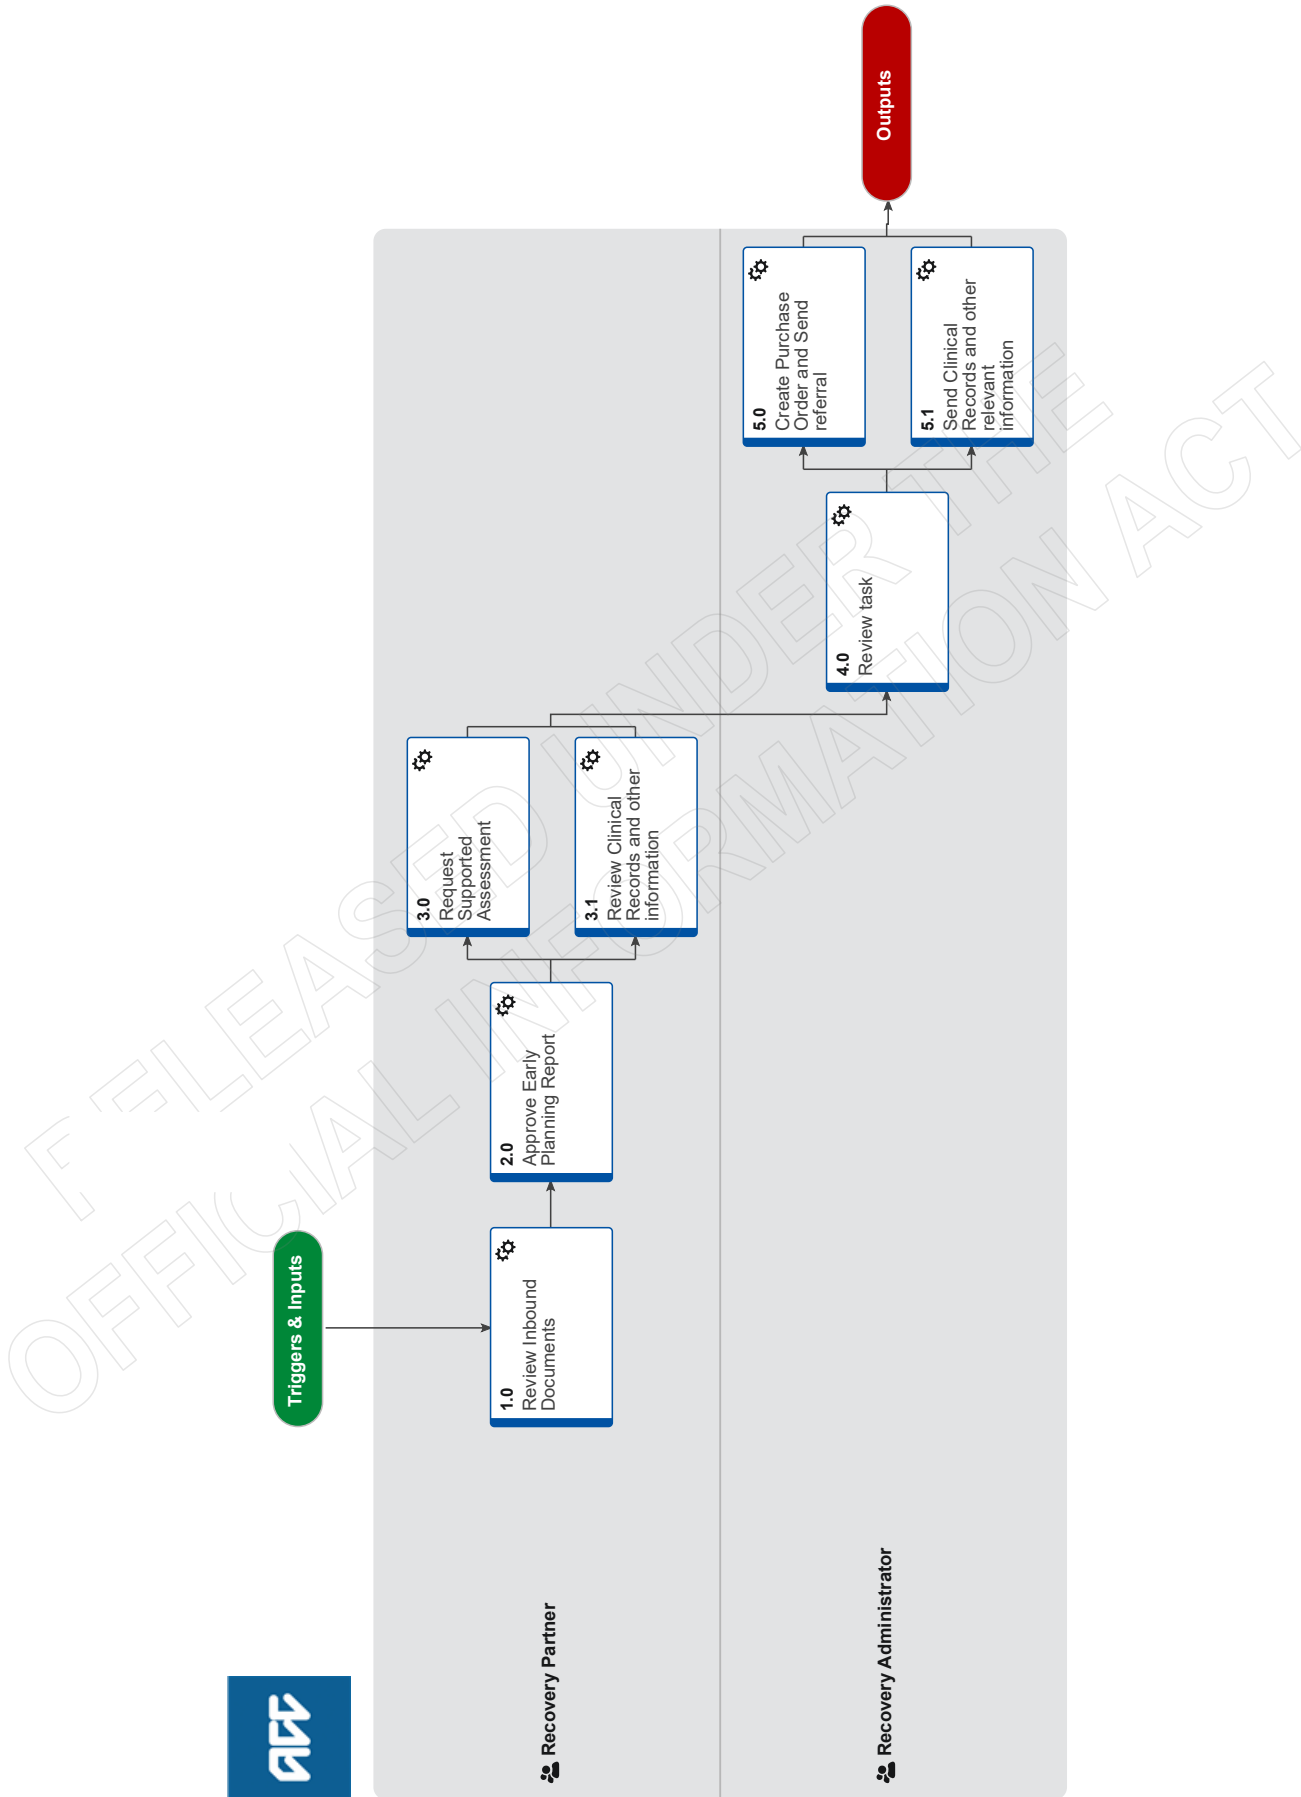 acc
Triggers & Inputs
Outputs
Recovery Partner
1.0
Review Inbound
Documents
2.0
Approve Early
Planning Report
3.0
Request
Supported
Assessment
3.1
Review Clinical
Records and other
information
Recovery Administrator
4.0
Review task
5.0
Create Purchase
Order and Send
referral
5.1
Send Clinical
Records and other
relevant
information
RELEASED UNDER THE
OFFICIAL INFORMATION ACT